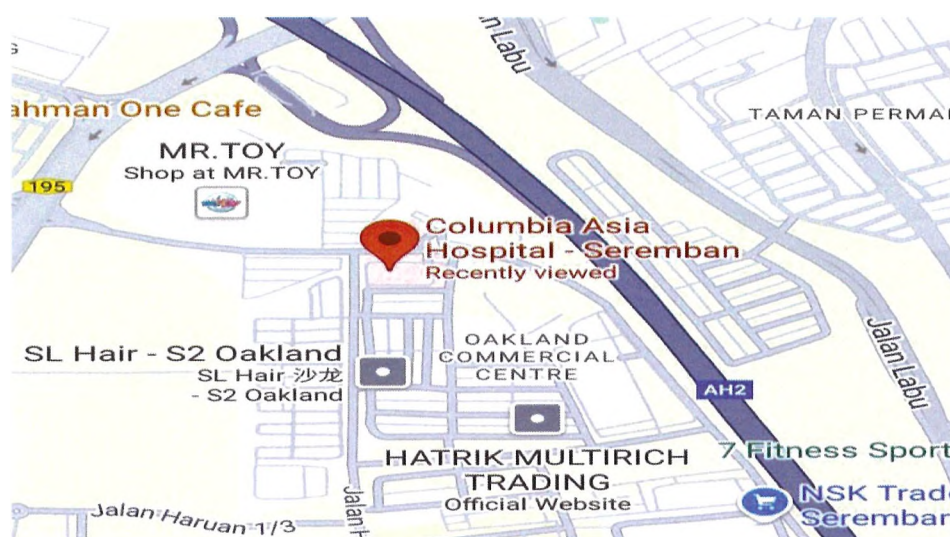 G
n Labu
ahman One Cafe
TAMAN PERMA
MR.TOY
Shop at MR.TOY
195
Columbia Asia
Hospital - Seremban
Recently viewed
OAKLAND
COMMERCIAL
CENTRE
SL Hair - S2 Oakland
SL Hair 沙龙
- S2 Oakland
Jalan Labu
AH2
7 Fitness Sport
HATRIK MULTIRICH
TRADING
Official Website
NSK Trade
Seremban
Jalan H
Jalan Haruan 1/3